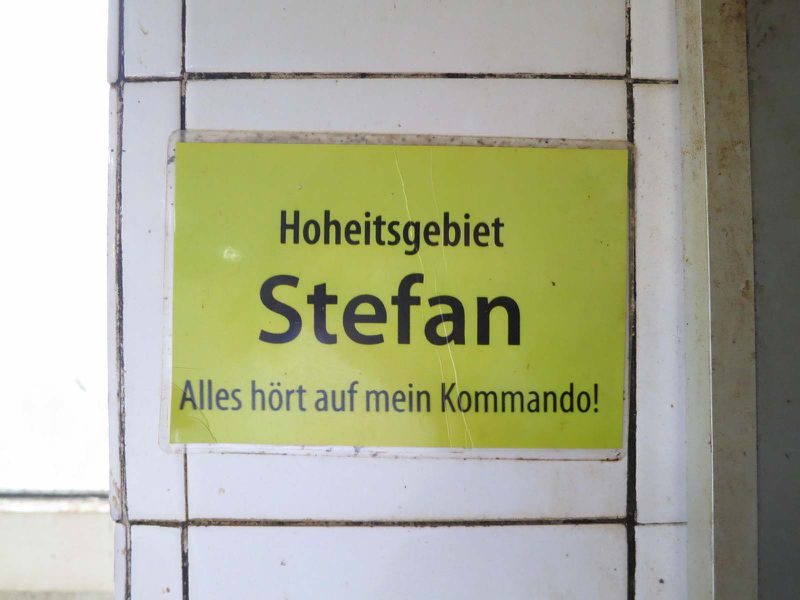 Hoheitsgebiet
Stefan
Alles hört auf mein Kommando!